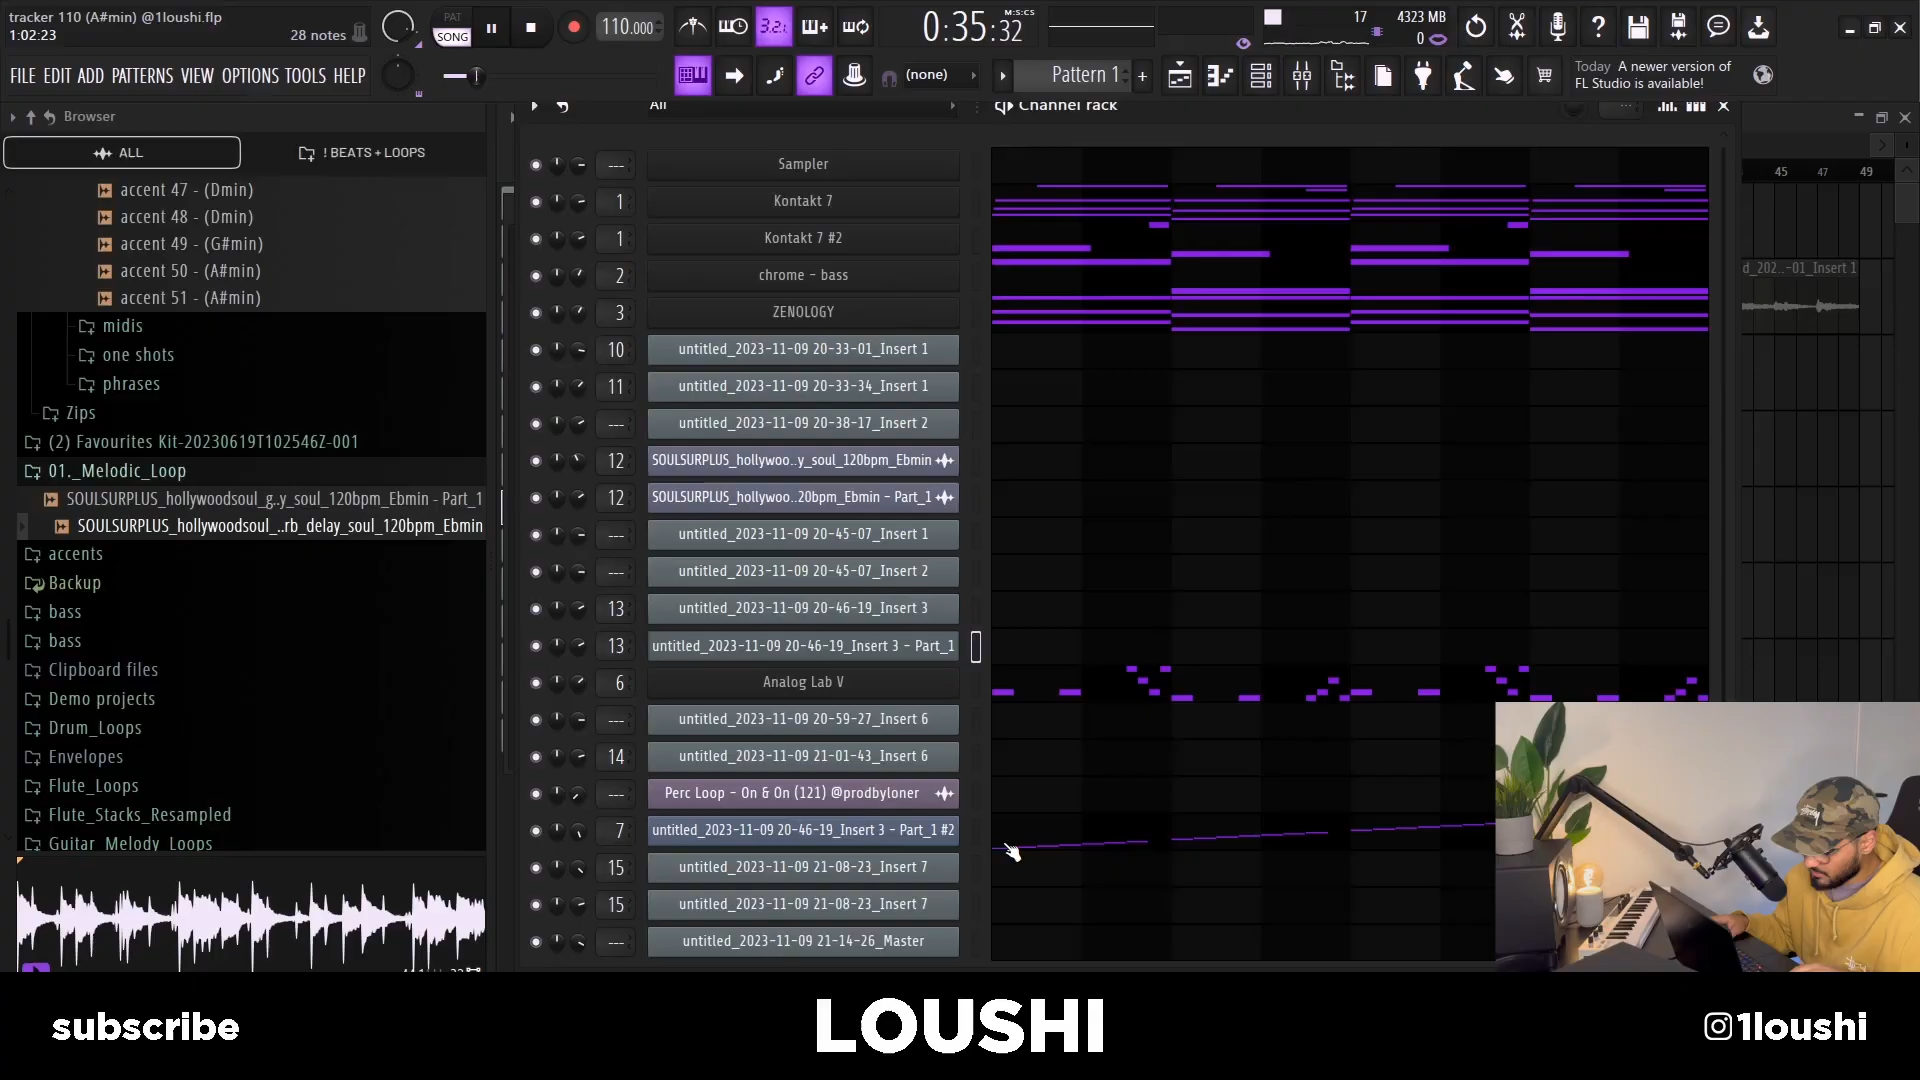 tracker 110 (A#min) @1loushi.flp
1:02:23
28 notes
PAT
SONG
110.000
3.2.
0:35:32
M:S:CS
17
4323 MB
0
FILE EDIT ADD PATTERNS VIEW OPTIONS TOOLS HELP
(none)
Pattern 1
Today A newer version of
FL Studio is available!
Browser
ALL
! BEATS + LOOPS
accent 47 - (Dmin)
accent 48 - (Dmin)
accent 49 - (G#min)
accent 50 - (A#min)
accent 51 - (A#min)
midis
one shots
phrases
Zips
(2) Favourites Kit-20230619T102546Z-001
01._Melodic_Loop
SOULSURPLUS_hollywoodsoul_g..y_soul_120bpm_Ebmin - Part_1
SOULSURPLUS_hollywoodsoul_..rb_delay_soul_120bpm_Ebmin
accents
Backup
bass
bass
Clipboard files
Demo projects
Drum_Loops
Envelopes
Flute_Loops
Flute_Stacks_Resampled
Guitar Melody Loops
All
Channel rack
--- Sampler
1 Kontakt 7
1 Kontakt 7 #2
2 chrome - bass
3 ZENOLOGY
10 untitled_2023-11-09 20-33-01_Insert 1
11 untitled_2023-11-09 20-33-34_Insert 1
--- untitled_2023-11-09 20-38-17_Insert 2
12 SOULSURPLUS_hollywoo..y_soul_120bpm_Ebmin
12 SOULSURPLUS_hollywoo..20bpm_Ebmin - Part_1
--- untitled_2023-11-09 20-45-07_Insert 1
--- untitled_2023-11-09 20-45-07_Insert 2
13 untitled_2023-11-09 20-46-19_Insert 3
13 untitled_2023-11-09 20-46-19_Insert 3 - Part_1
6 Analog Lab V
--- untitled_2023-11-09 20-59-27_Insert 6
14 untitled_2023-11-09 21-01-43_Insert 6
--- Perc Loop - On & On (121) @prodbyloner
7 untitled_2023-11-09 20-46-19_Insert 3 - Part_1 #2
15 untitled_2023-11-09 21-08-23_Insert 7
15 untitled_2023-11-09 21-08-23_Insert 7
--- untitled_2023-11-09 21-14-26_Master
45 47 49
d_202..-01_Insert 1
subscribe
LOUSHI
1loushi